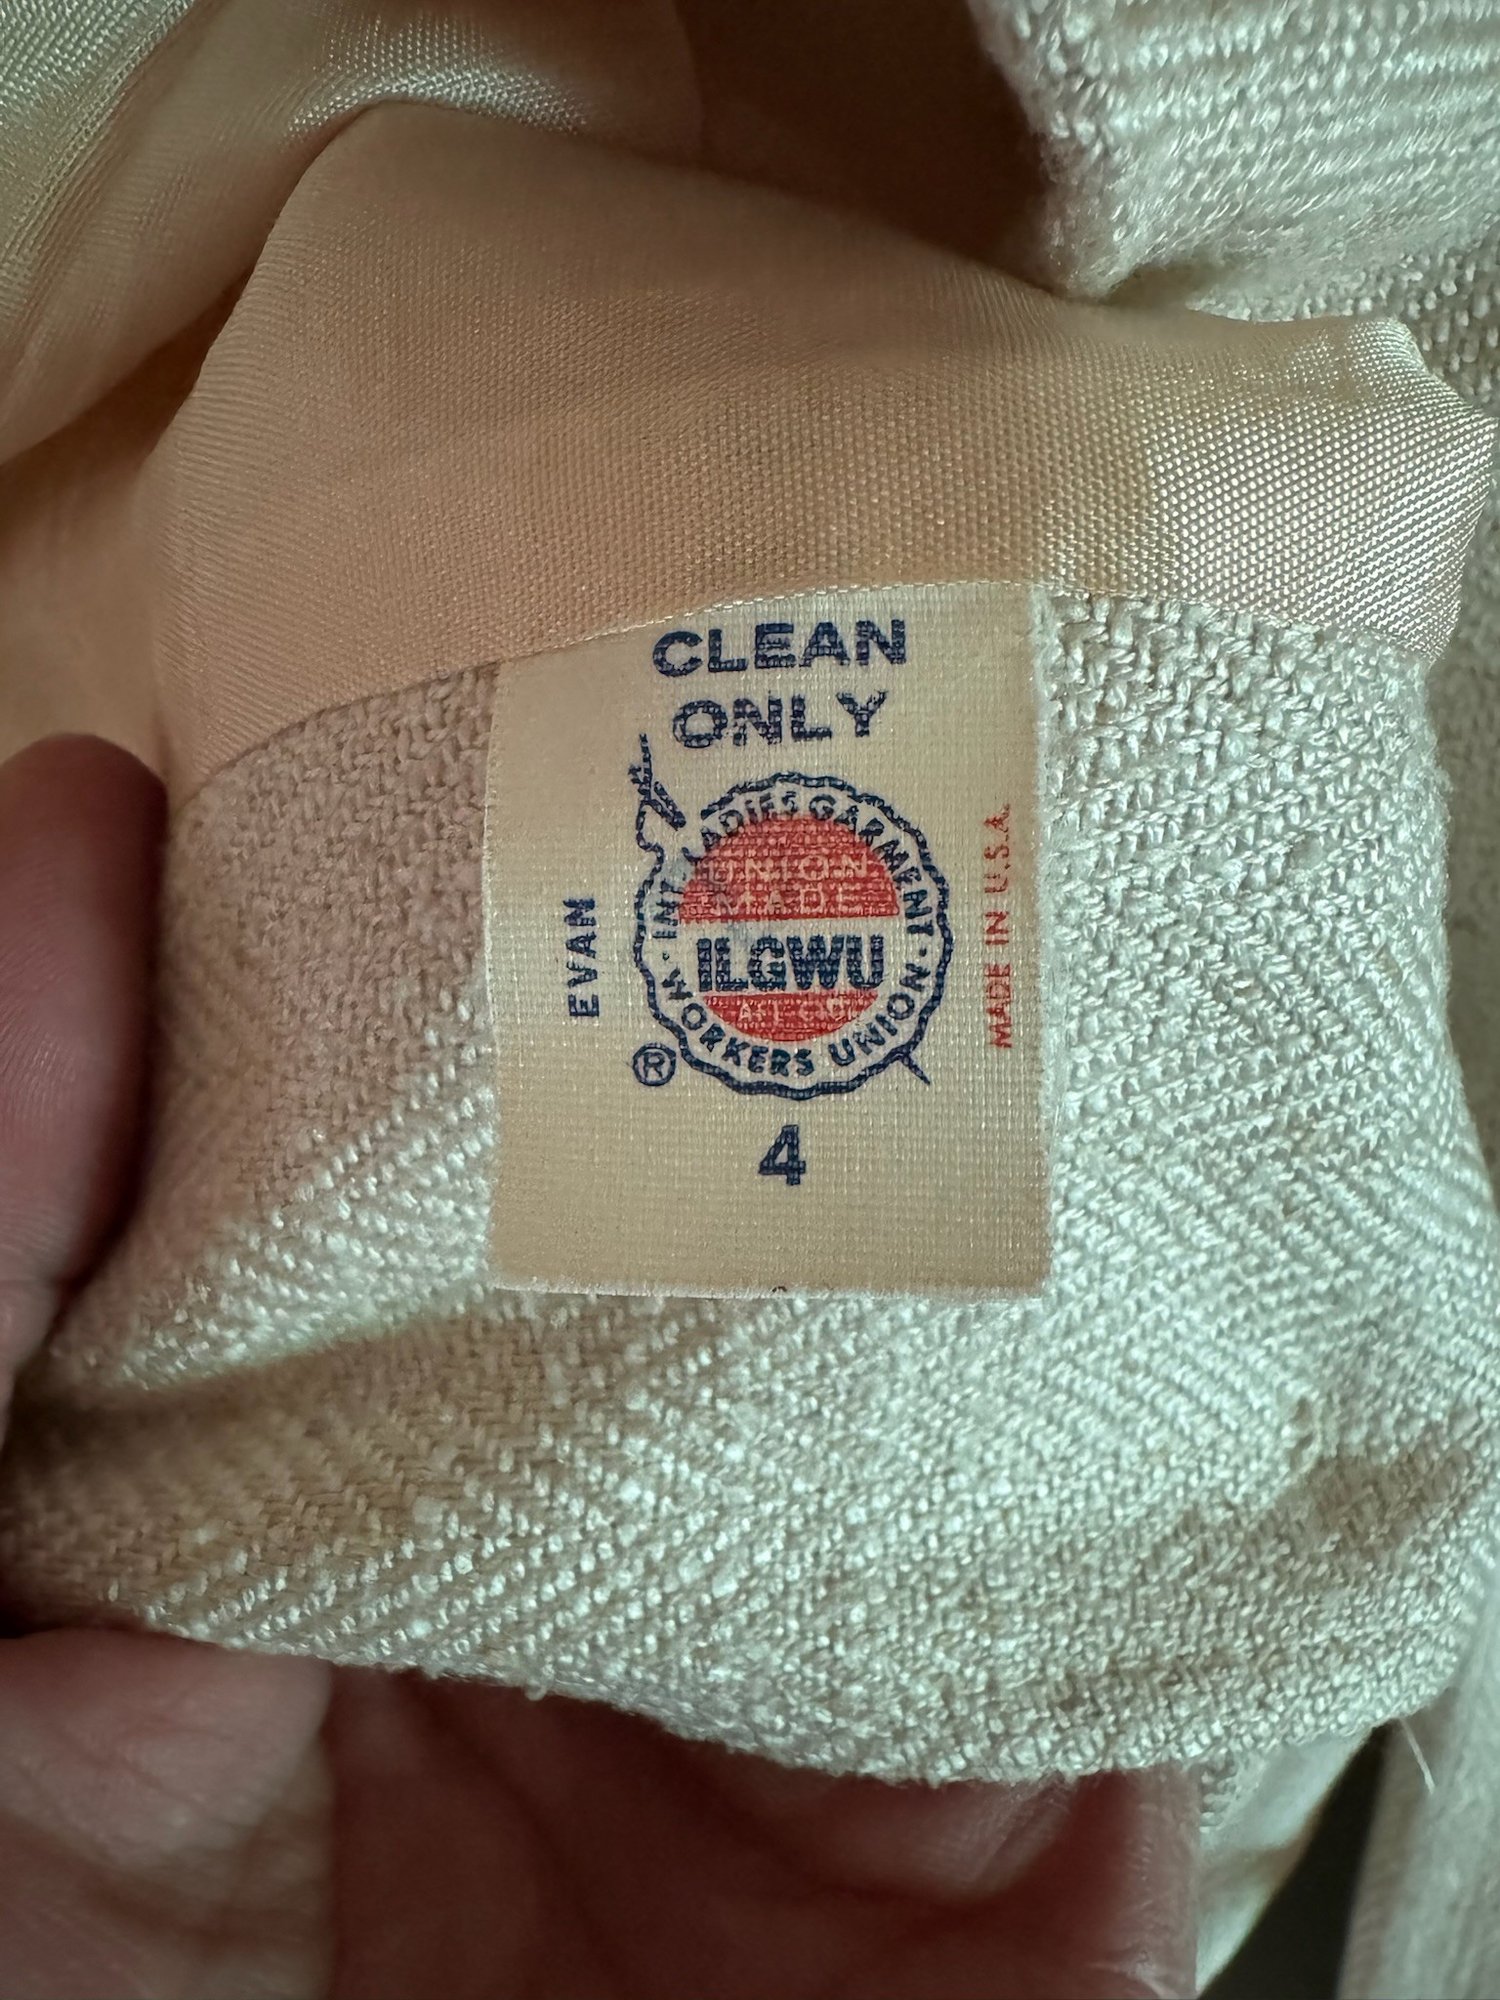 CLEAN
ONLY
INT'L LADIES GARMENT
UNION
MADE
ILGWU
AFL-CIO
WORKERS UNION
®
EVAN
MADE IN U.S.A.
4